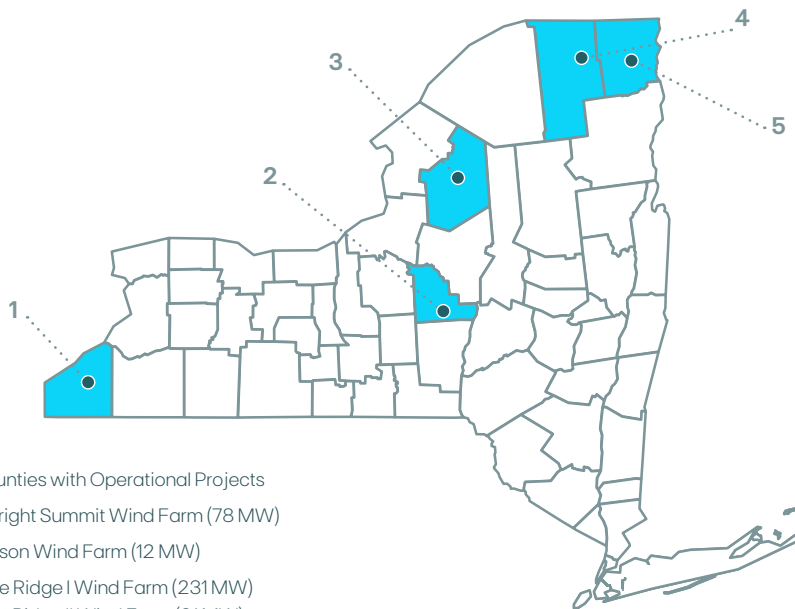 4
3
5
2
1
unties with Operational Projects
right Summit Wind Farm (78 MW)
son Wind Farm (12 MW)
e Ridge I Wind Farm (231 MW)